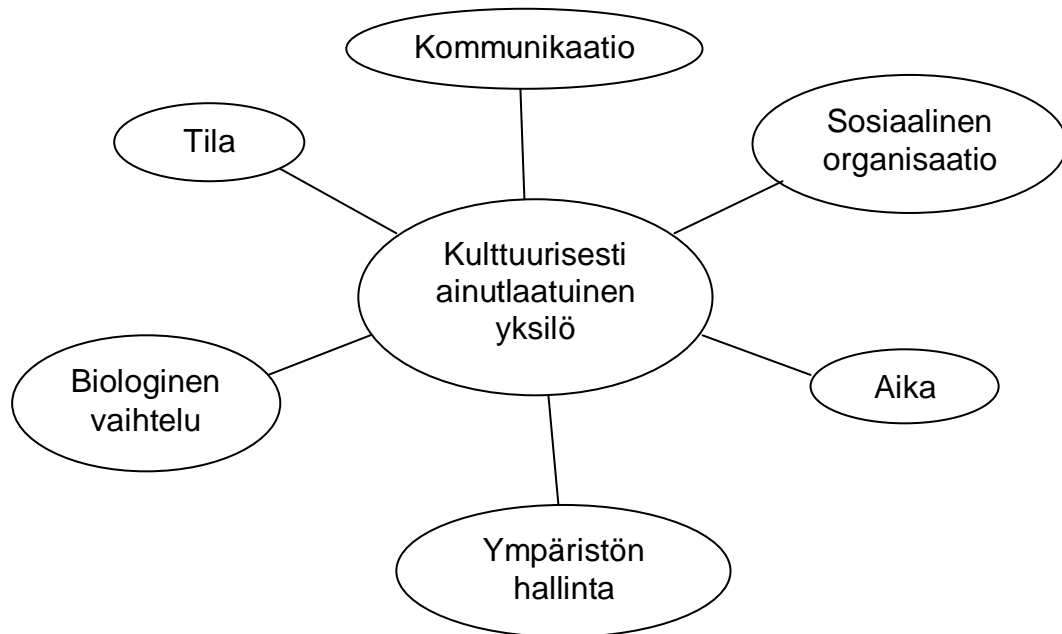 Kommunikaatio
Tila
Sosiaalinen
organisaatio
Kulttuurisesti
ainutlaatuinen
yksilö
Biologinen
vaihtelu
Aika
Ympäristön
hallinta